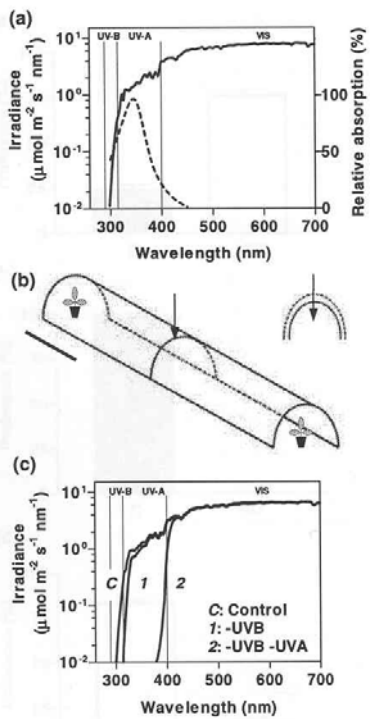 (a)
UV-B UV-A VIS
10¹
10⁰
10⁻¹
10⁻²
Irradiance
(µmol m⁻² s⁻¹ nm⁻¹)
100
50
0
Relative absorption (%)
300 400 500 600 700
Wavelength (nm)
(b)
(c)
UV-B UV-A VIS
10¹
10⁰
10⁻¹
10⁻²
Irradiance
(µmol m⁻² s⁻¹ nm⁻¹)
C 1 2
C: Control
1: -UVB
2: -UVB -UVA
300 400 500 600 700
Wavelength (nm)